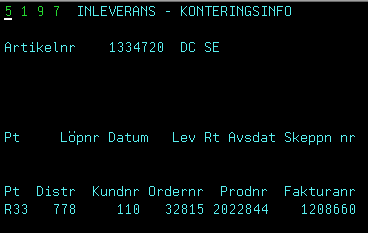 5 1 9 7 INLEVERANS - KONTERINGSINFO
Artikelnr 1334720 DC SE
Pt Löpnr Datum Lev Rt Avsdat Skeppn nr
Pt Distr Kundnr Ordernr Prodnr Fakturanr
R33 778 110 32815 2022844 1208660